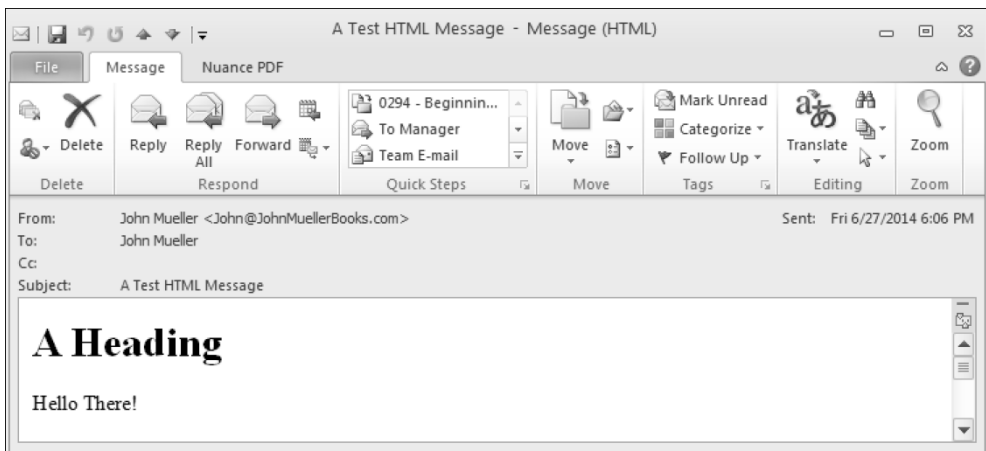 A Test HTML Message - Message (HTML)
File Message Nuance PDF
Delete
Reply
Reply All
Forward
0294 - Beginnin...
To Manager
Team E-mail
Move
Mark Unread
Categorize
Follow Up
Translate
Zoom
Delete Respond Quick Steps Move Tags Editing Zoom
From: John Mueller <John@JohnMuellerBooks.com> Sent: Fri 6/27/2014 6:06 PM
To: John Mueller
Cc:
Subject: A Test HTML Message
A Heading
Hello There!